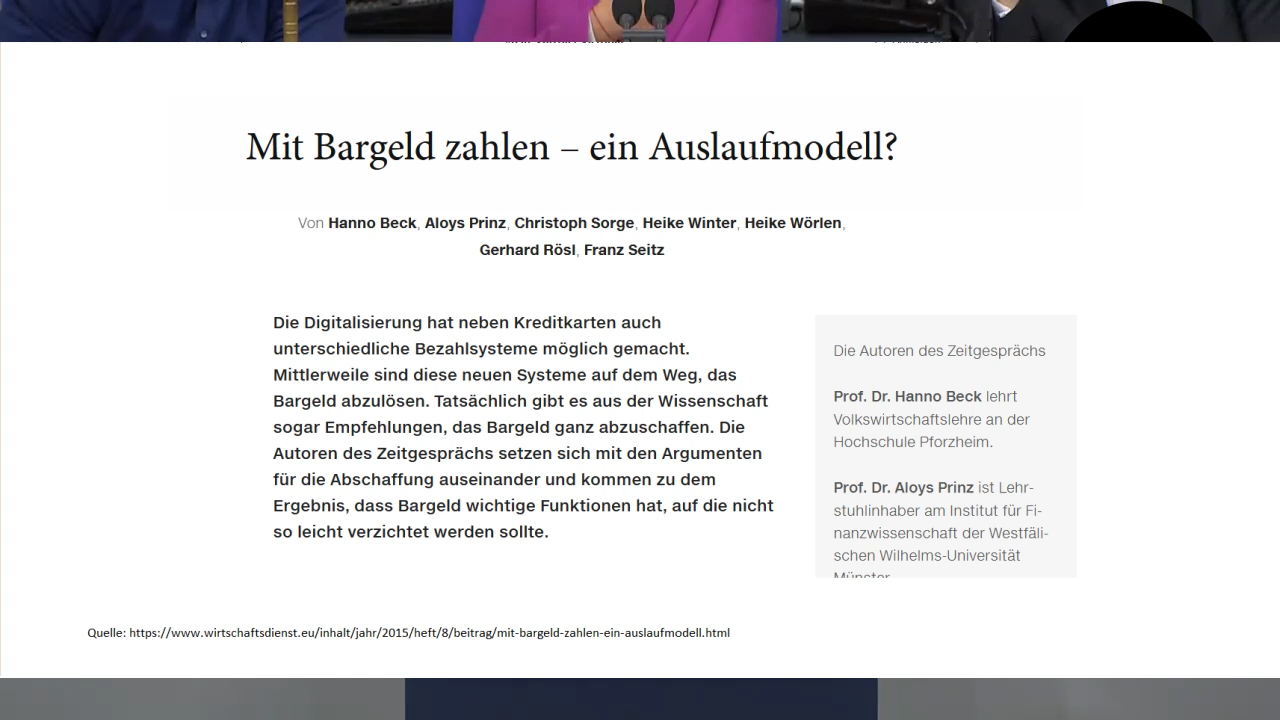 Mit Bargeld zahlen – ein Auslaufmodell?
Von Hanno Beck, Aloys Prinz, Christoph Sorge, Heike Winter, Heike Wörlen,
Gerhard Rösl, Franz Seitz
Die Digitalisierung hat neben Kreditkarten auch
unterschiedliche Bezahlsysteme möglich gemacht.
Mittlerweile sind diese neuen Systeme auf dem Weg, das
Bargeld abzulösen. Tatsächlich gibt es aus der Wissenschaft
sogar Empfehlungen, das Bargeld ganz abzuschaffen. Die
Autoren des Zeitgesprächs setzen sich mit den Argumenten
für die Abschaffung auseinander und kommen zu dem
Ergebnis, dass Bargeld wichtige Funktionen hat, auf die nicht
so leicht verzichtet werden sollte.
Die Autoren des Zeitgesprächs
Prof. Dr. Hanno Beck lehrt
Volkswirtschaftslehre an der
Hochschule Pforzheim.
Prof. Dr. Aloys Prinz ist Lehr-
stuhlinhaber am Institut für Fi-
nanzwissenschaft der Westfäli-
schen Wilhelms-Universität
Münster
Quelle: https://www.wirtschaftsdienst.eu/inhalt/jahr/2015/heft/8/beitrag/mit-bargeld-zahlen-ein-auslaufmodell.html